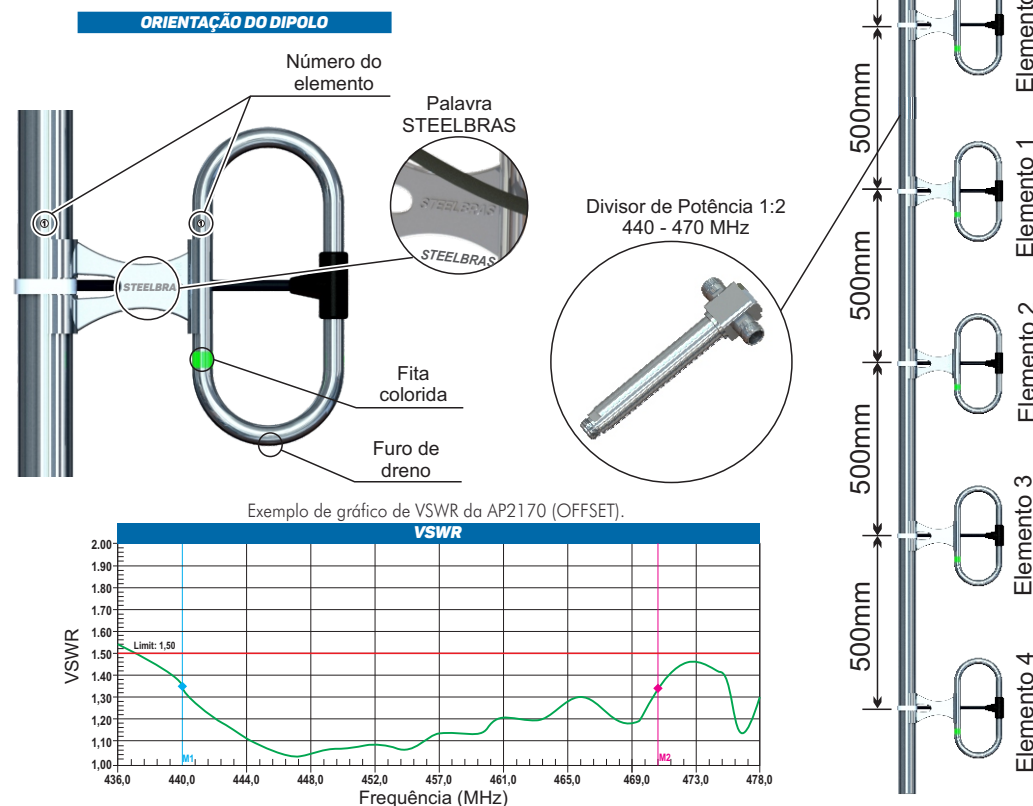 ORIENTAÇÃO DO DIPOLO
Número do
elemento
Palavra
STEELBRAS
STEELBRAS
STEELBRAS
1
1
STEELBRA
Fita
colorida
Furo de
dreno
Divisor de Potência 1:2
440 - 470 MHz
500mm
500mm
500mm
500mm
Elemento
Elemento 1
Elemento 2
Elemento 3
Elemento 4
Exemplo de gráfico de VSWR da AP2170 (OFFSET).
VSWR
VSWR
2.00
1.90
1.80
1.70
1.60
1.50
1.40
1,30
1,20
1,10
1,00
Limit: 1,50
M1
M2
436,0 440,0 444,0 448,0 452,0 457,0 461,0 465,0 469,0 473,0 478,0
Frequência (MHz)